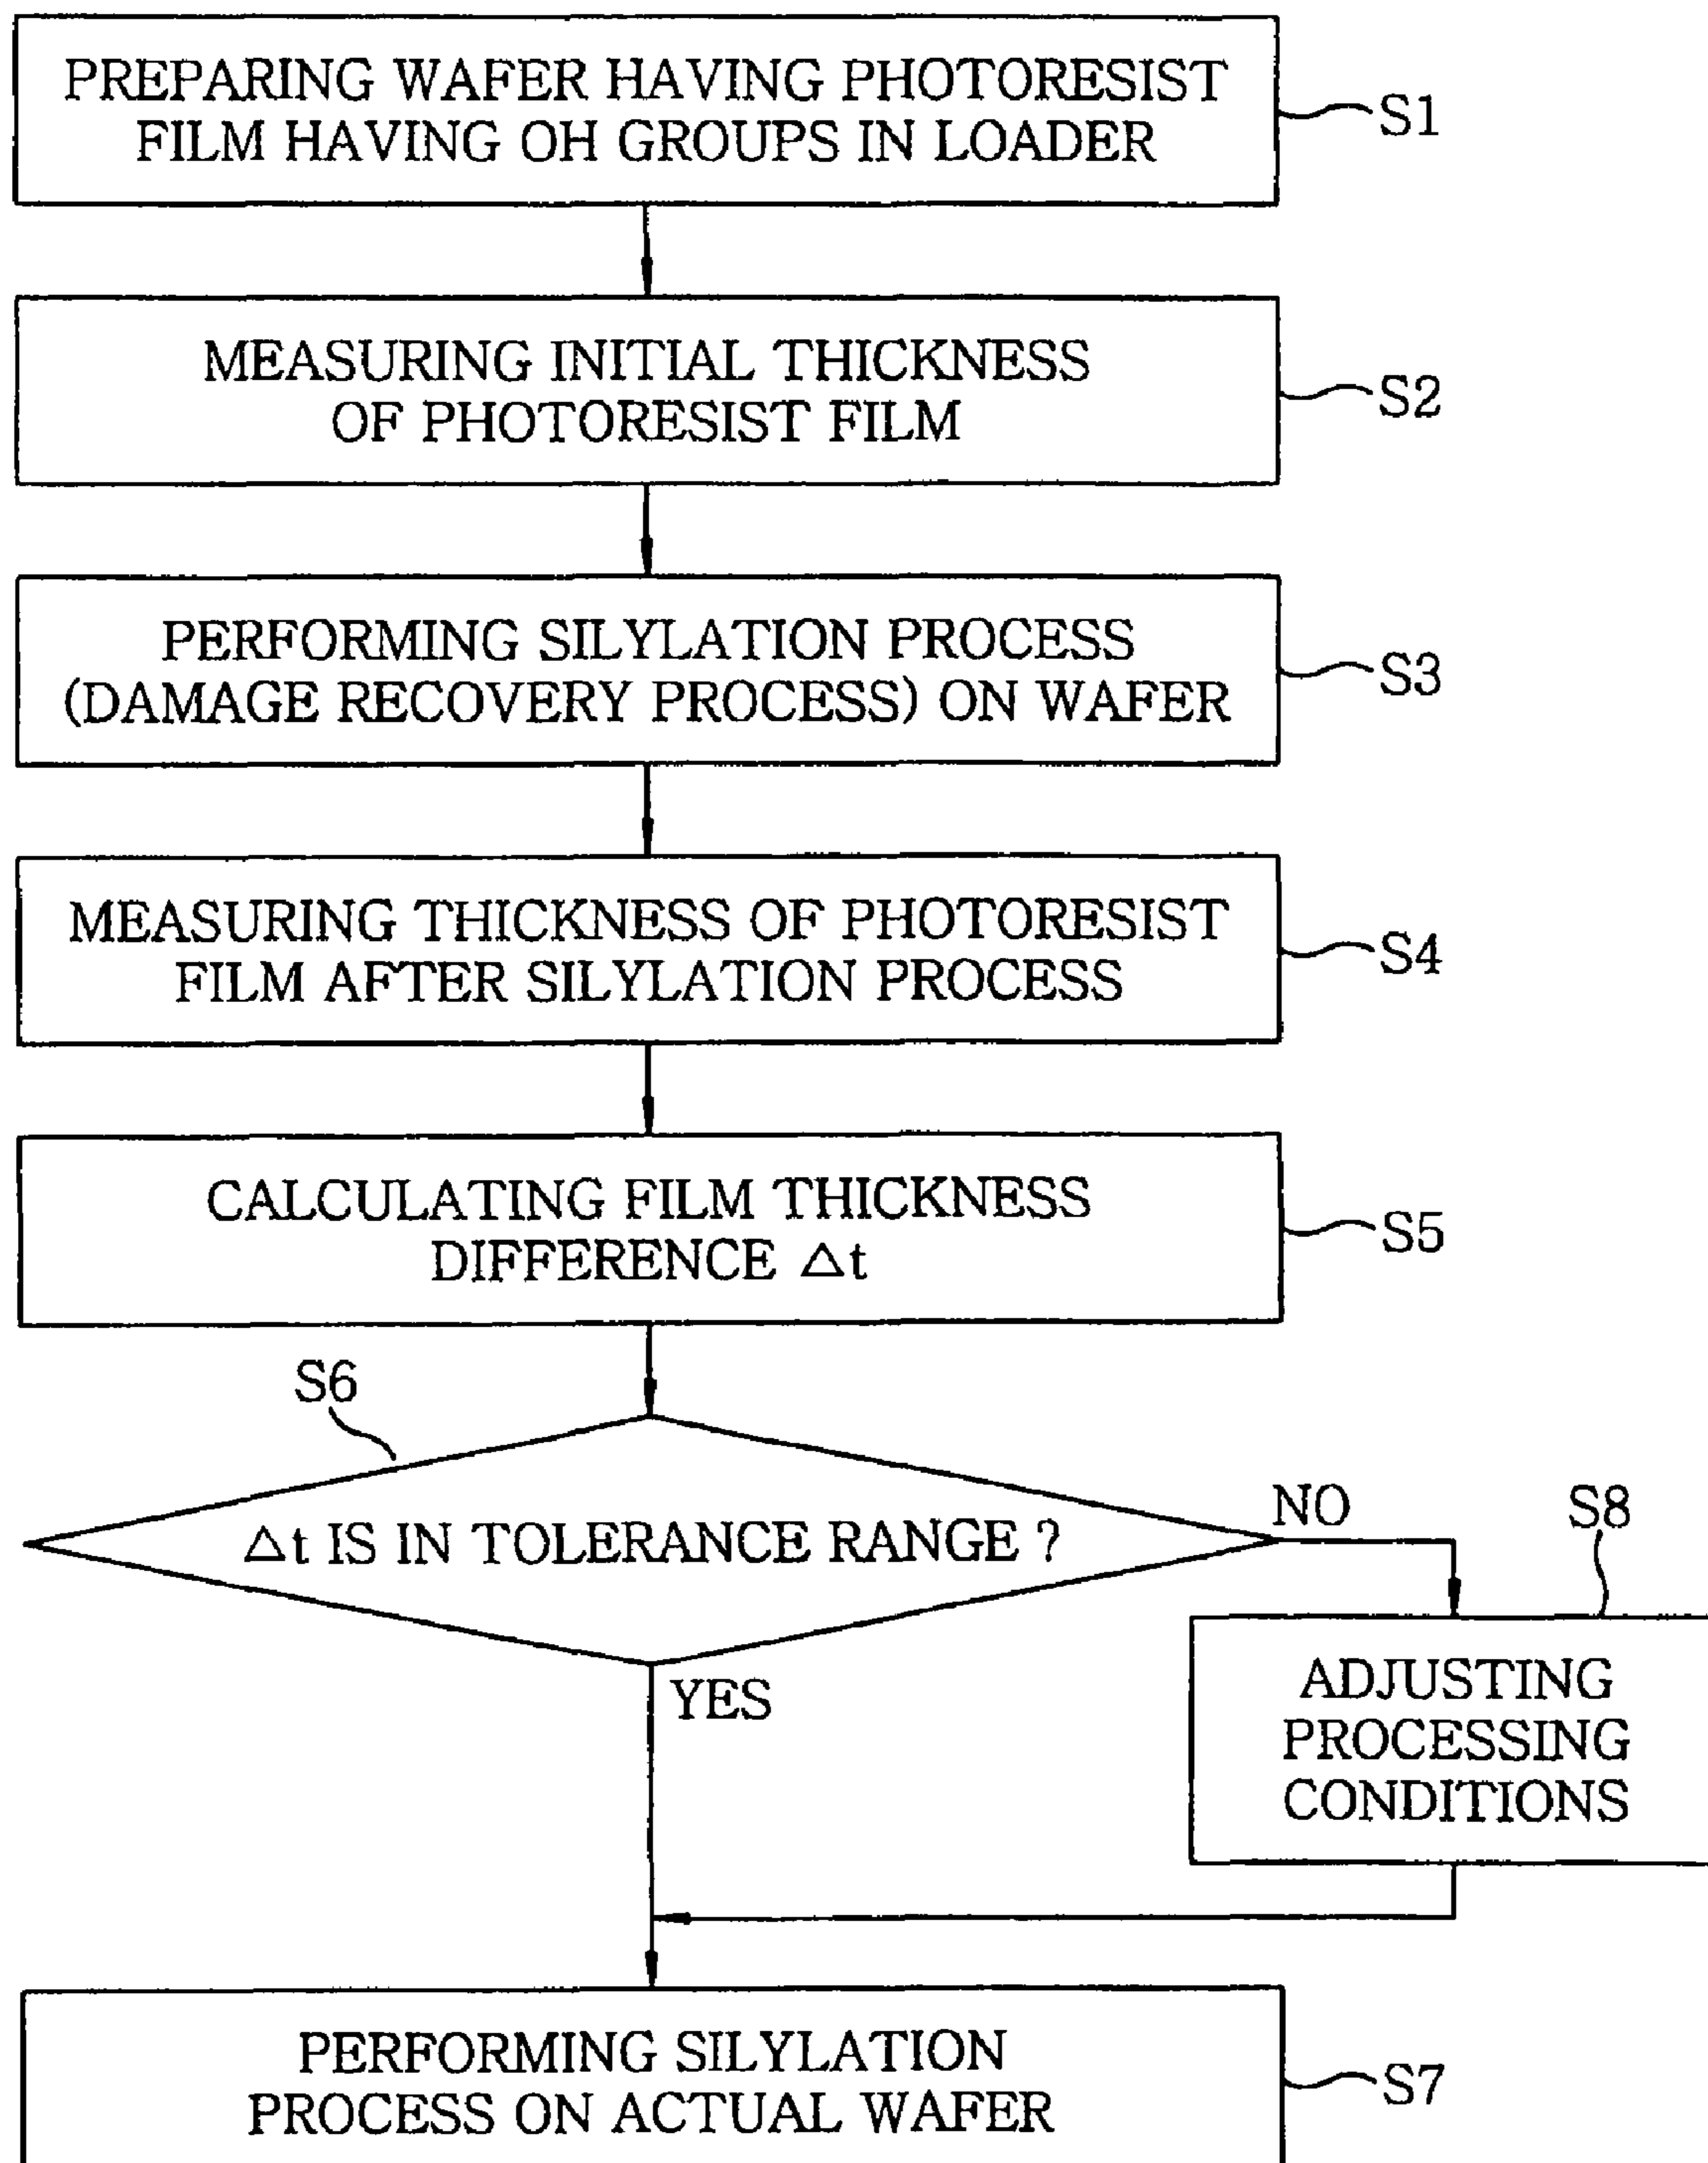 PREPARING WAFER HAVING PHOTORESIST
FILM HAVING OH GROUPS IN LOADER
S1
MEASURING INITIAL THICKNESS
OF PHOTORESIST FILM
S2
PERFORMING SILYLATION PROCESS
(DAMAGE RECOVERY PROCESS) ON WAFER
S3
MEASURING THICKNESS OF PHOTORESIST
FILM AFTER SILYLATION PROCESS
S4
CALCULATING FILM THICKNESS
DIFFERENCE △t
S5
S6
△t IS IN TOLERANCE RANGE ?
NO
S8
YES
ADJUSTING
PROCESSING
CONDITIONS
PERFORMING SILYLATION
PROCESS ON ACTUAL WAFER
S7